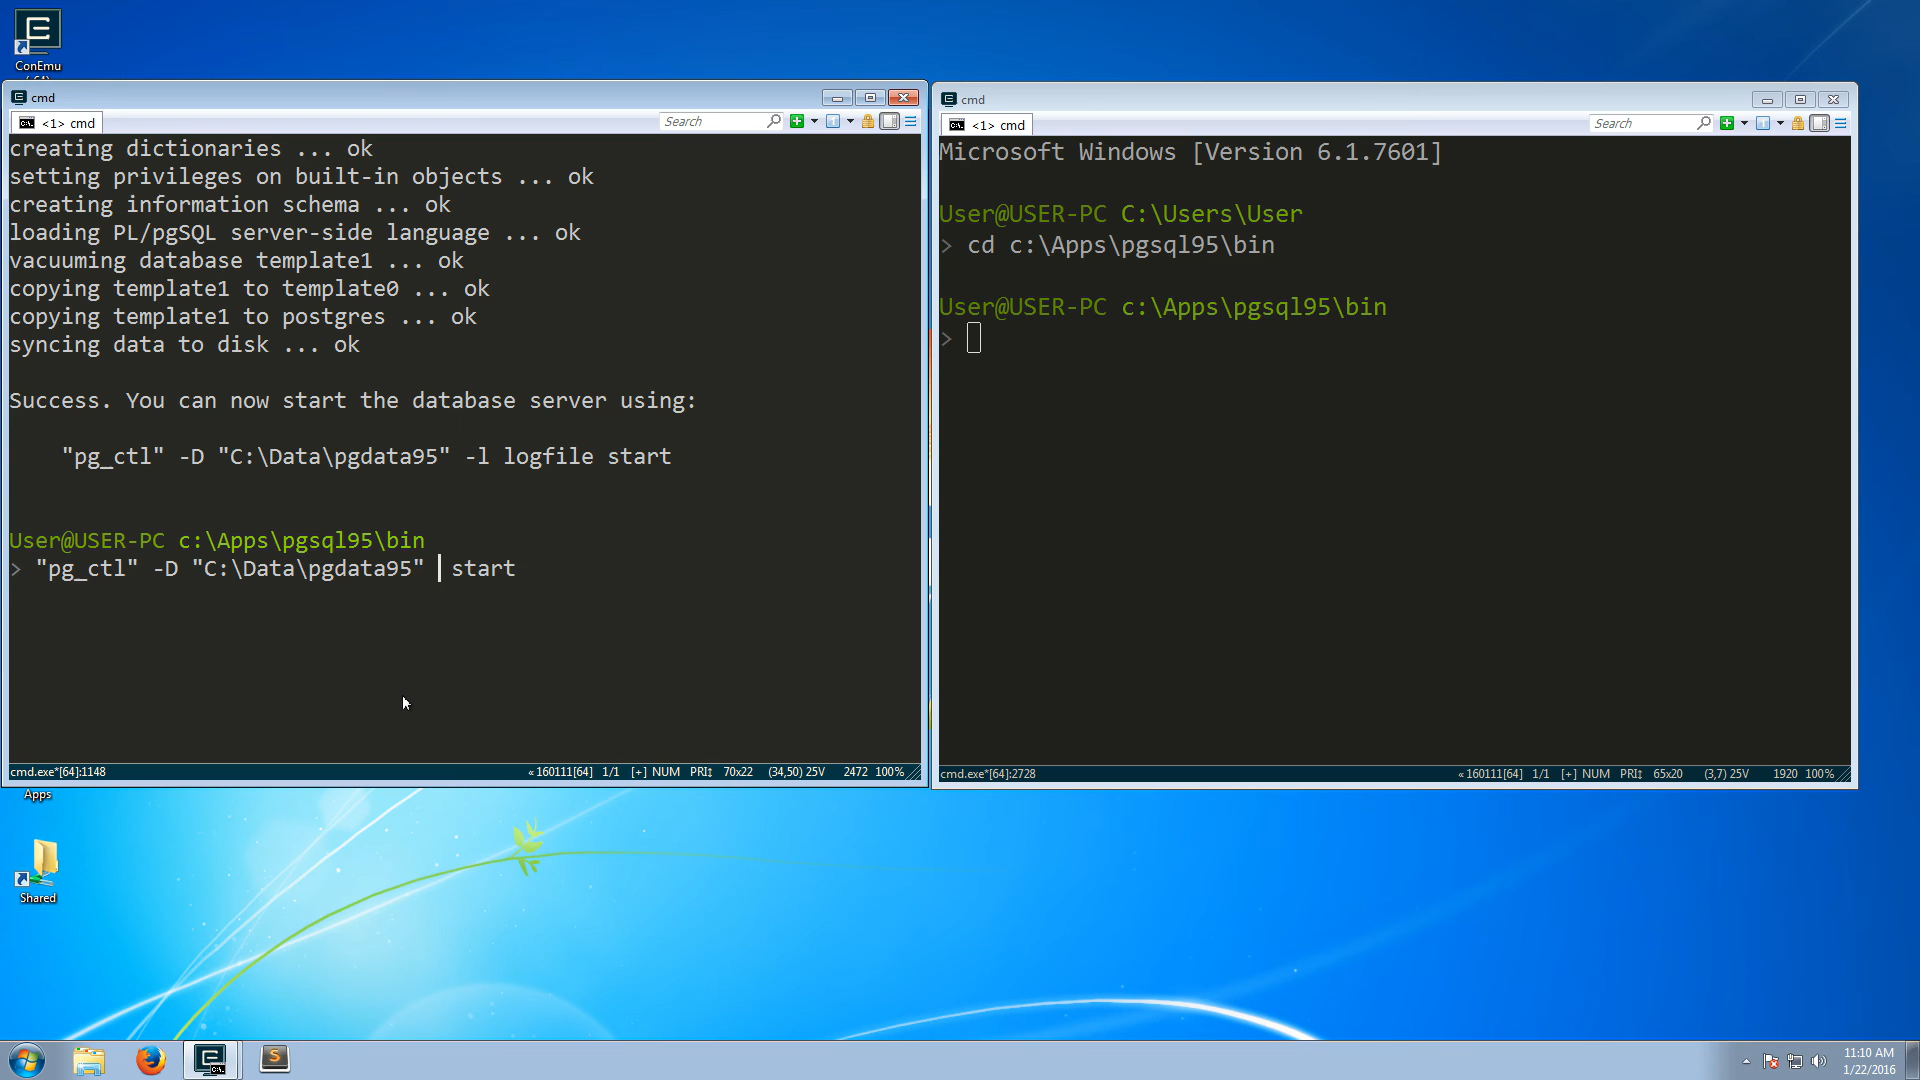 ConEmu
cmd
<1> cmd
Search
creating dictionaries ... ok
setting privileges on built-in objects ... ok
creating information schema ... ok
loading PL/pgSQL server-side language ... ok
vacuuming database template1 ... ok
copying template1 to template0 ... ok
copying template1 to postgres ... ok
syncing data to disk ... ok
Success. You can now start the database server using:
"pg_ctl" -D "C:\Data\pgdata95" -l logfile start
User@USER-PC c:\Apps\pgsql95\bin
> "pg_ctl" -D "C:\Data\pgdata95" start
cmd.exe*[64]:1148 «160111[64] 1/1 [+] NUM PRI↕ 70x22 (34,50) 25V 2472 100%
cmd
<1> cmd
Search
Microsoft Windows [Version 6.1.7601]
User@USER-PC C:\Users\User
> cd c:\Apps\pgsql95\bin
User@USER-PC c:\Apps\pgsql95\bin
>
cmd.exe*[64]:2728 «160111[64] 1/1 [+] NUM PRI↕ 65x20 (3,7) 25V 1920 100%
Apps
Shared
11:10 AM
1/22/2016